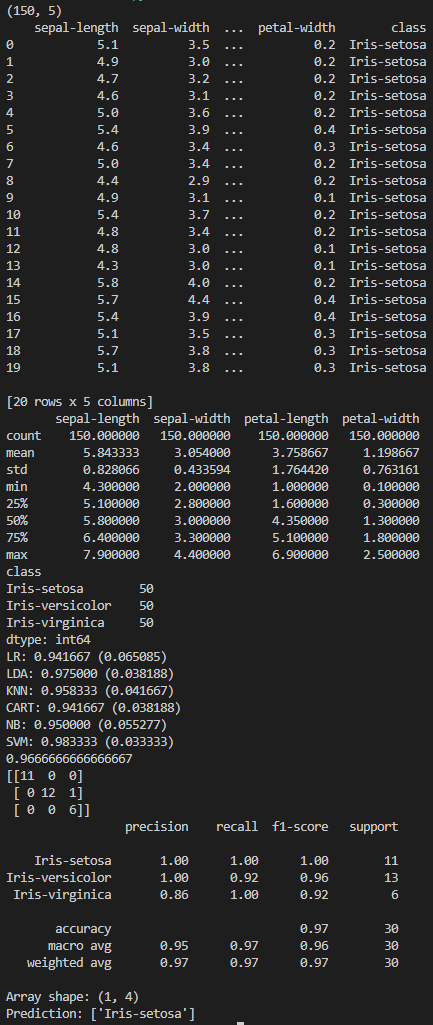 (150, 5)
    sepal-length  sepal-width  ...  petal-width        class
0            5.1          3.5  ...          0.2  Iris-setosa
1            4.9          3.0  ...          0.2  Iris-setosa
2            4.7          3.2  ...          0.2  Iris-setosa
3            4.6          3.1  ...          0.2  Iris-setosa
4            5.0          3.6  ...          0.2  Iris-setosa
5            5.4          3.9  ...          0.4  Iris-setosa
6            4.6          3.4  ...          0.3  Iris-setosa
7            5.0          3.4  ...          0.2  Iris-setosa
8            4.4          2.9  ...          0.2  Iris-setosa
9            4.9          3.1  ...          0.1  Iris-setosa
10           5.4          3.7  ...          0.2  Iris-setosa
11           4.8          3.4  ...          0.2  Iris-setosa
12           4.8          3.0  ...          0.1  Iris-setosa
13           4.3          3.0  ...          0.1  Iris-setosa
14           5.8          4.0  ...          0.2  Iris-setosa
15           5.7          4.4  ...          0.4  Iris-setosa
16           5.4          3.9  ...          0.4  Iris-setosa
17           5.1          3.5  ...          0.3  Iris-setosa
18           5.7          3.8  ...          0.3  Iris-setosa
19           5.1          3.8  ...          0.3  Iris-setosa

[20 rows x 5 columns]
       sepal-length  sepal-width  petal-length  petal-width
count    150.000000   150.000000    150.000000   150.000000
mean       5.843333     3.054000      3.758667     1.198667
std        0.828066     0.433594      1.764420     0.763161
min        4.300000     2.000000      1.000000     0.100000
25%        5.100000     2.800000      1.600000     0.300000
50%        5.800000     3.000000      4.350000     1.300000
75%        6.400000     3.300000      5.100000     1.800000
max        7.900000     4.400000      6.900000     2.500000
class
Iris-setosa        50
Iris-versicolor    50
Iris-virginica     50
dtype: int64
LR: 0.941667 (0.065085)
LDA: 0.975000 (0.038188)
KNN: 0.958333 (0.041667)
CART: 0.941667 (0.038188)
NB: 0.950000 (0.055277)
SVM: 0.983333 (0.033333)
0.9666666666666667
[[11  0  0]
 [ 0 12  1]
 [ 0  0  6]]
                 precision    recall  f1-score   support

    Iris-setosa       1.00      1.00      1.00        11
Iris-versicolor       1.00      0.92      0.96        13
 Iris-virginica       0.86      1.00      0.92         6

       accuracy                           0.97        30
      macro avg       0.95      0.97      0.96        30
   weighted avg       0.97      0.97      0.97        30

Array shape: (1, 4)
Prediction: ['Iris-setosa']